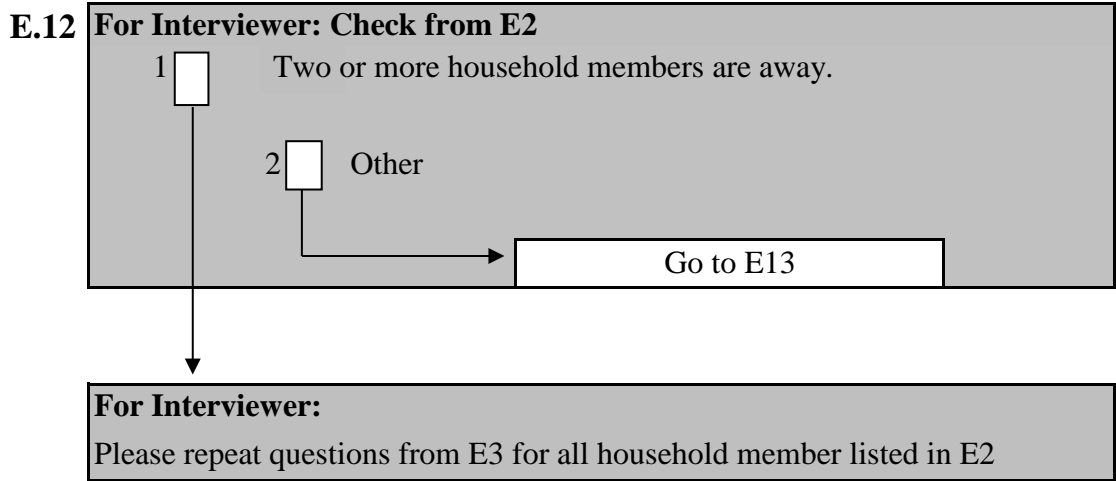 E.12 For Interviewer: Check from E2
1 Two or more household members are away.
2 Other
Go to E13
For Interviewer:
Please repeat questions from E3 for all household member listed in E2